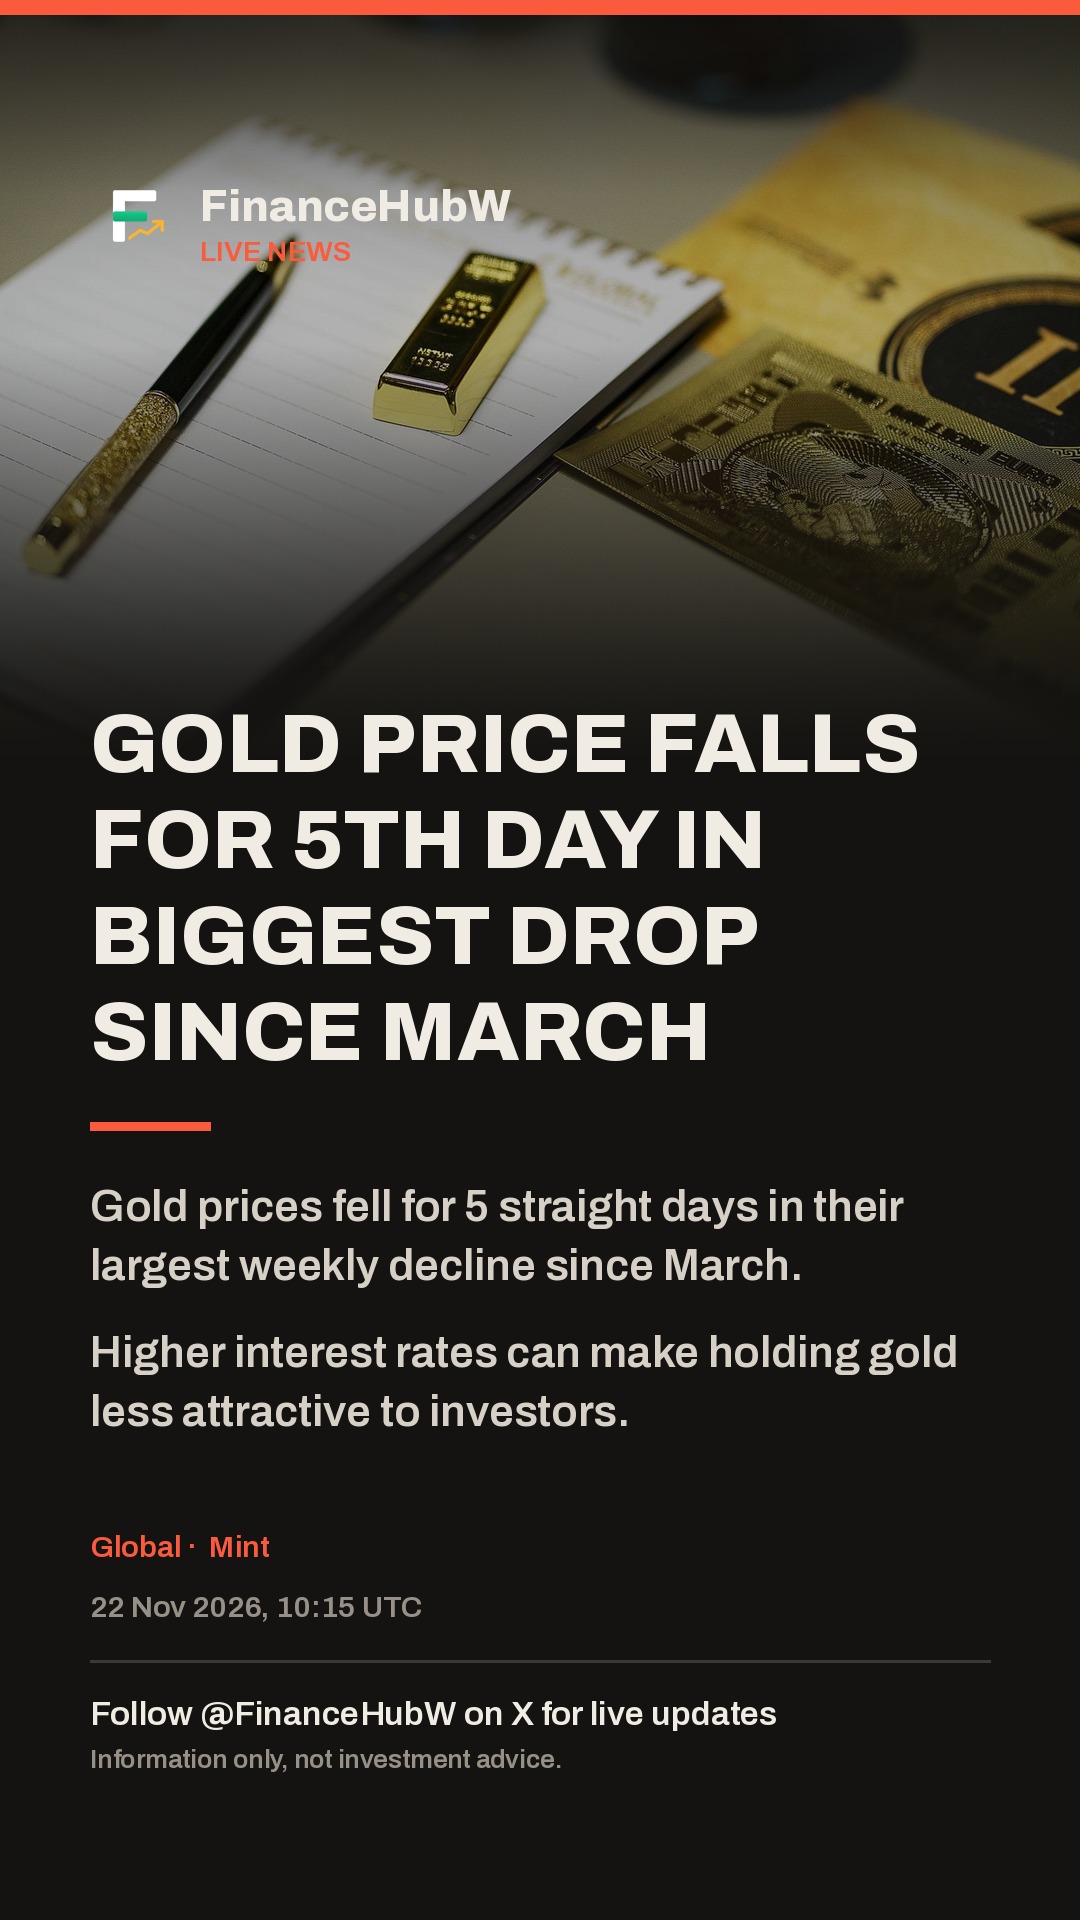 FinanceHubW
LIVE NEWS
GOLD PRICE FALLS
FOR 5TH DAY IN
BIGGEST DROP
SINCE MARCH
Gold prices fell for 5 straight days in their
largest weekly decline since March.
Higher interest rates can make holding gold
less attractive to investors.
Global · Mint
22 Nov 2026, 10:15 UTC
Follow @FinanceHubW on X for live updates
Information only, not investment advice.